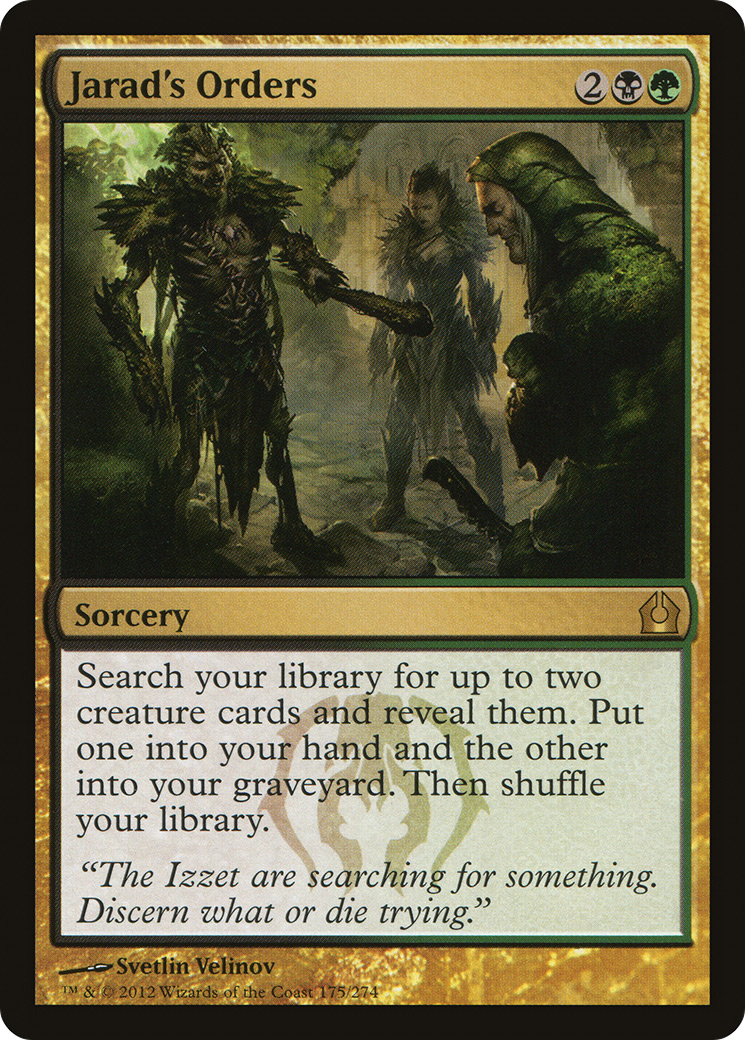 Jarad's Orders 2
Sorcery
Search your library for up to two
creature cards and reveal them. Put
one into your hand and the other
into your graveyard. Then shuffle
your library.
“The Izzet are searching for something.
Discern what or die trying.”
Svetlin Velinov
™ & © 2012 Wizards of the Coast 175/274